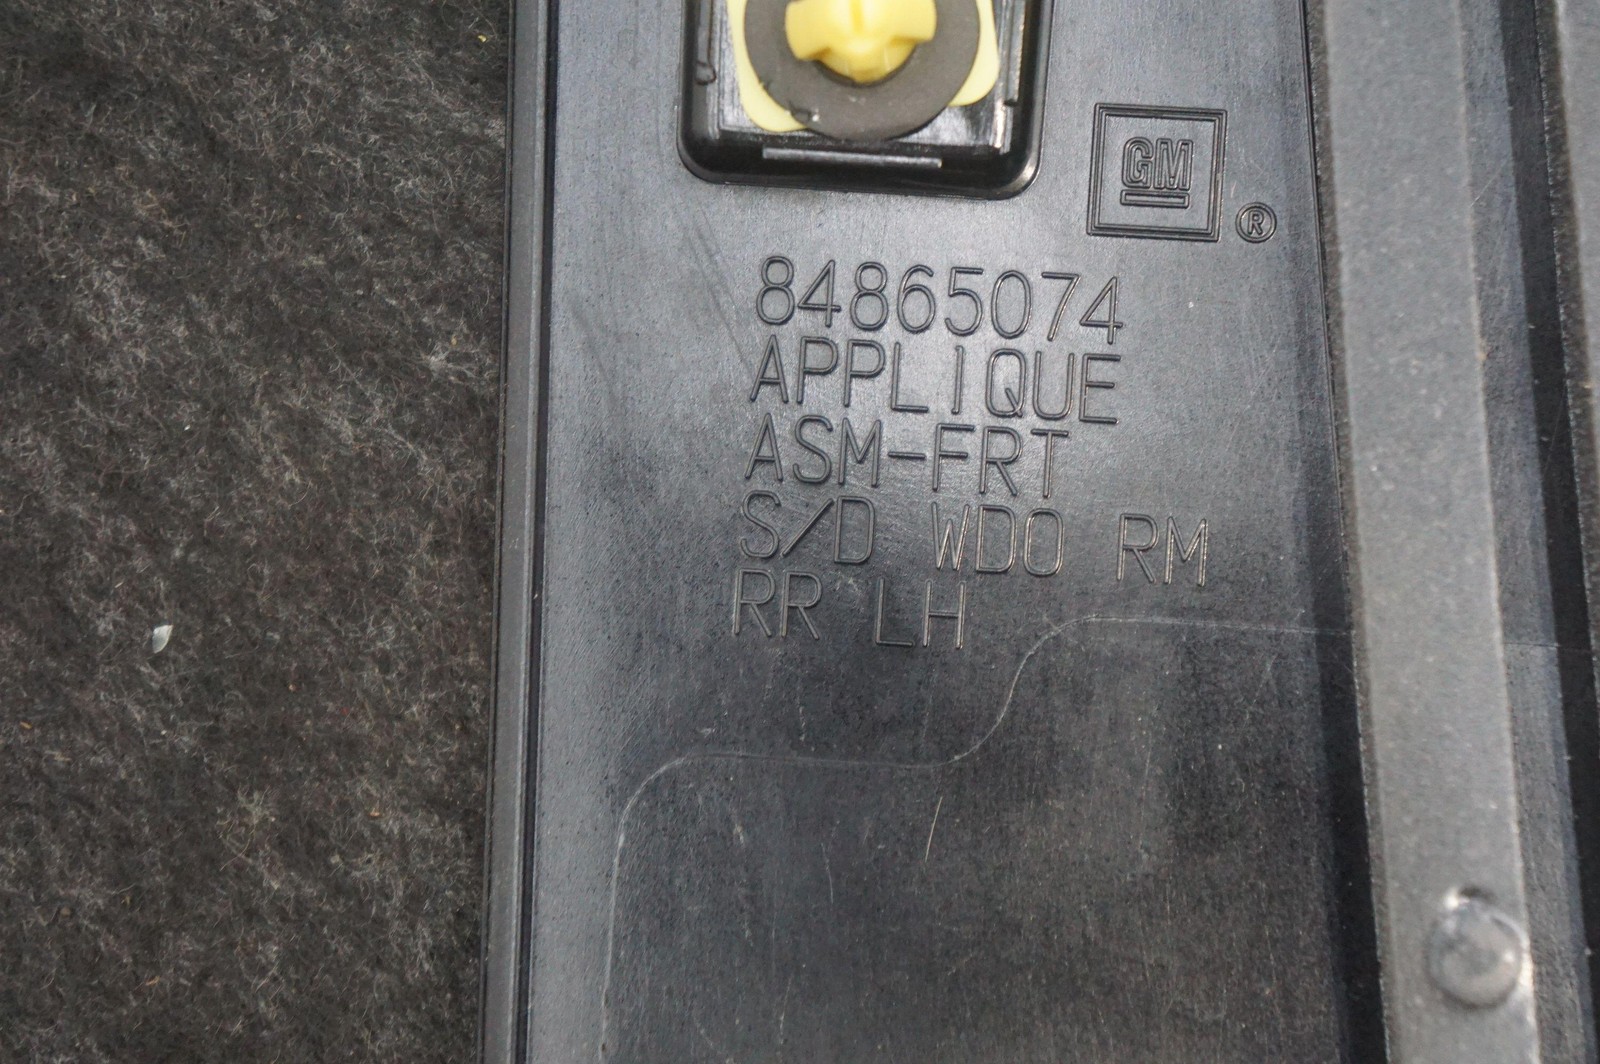 GM
®
84865074
APPLIQUE
ASM-FRT
S/D WDO RM
RR LH